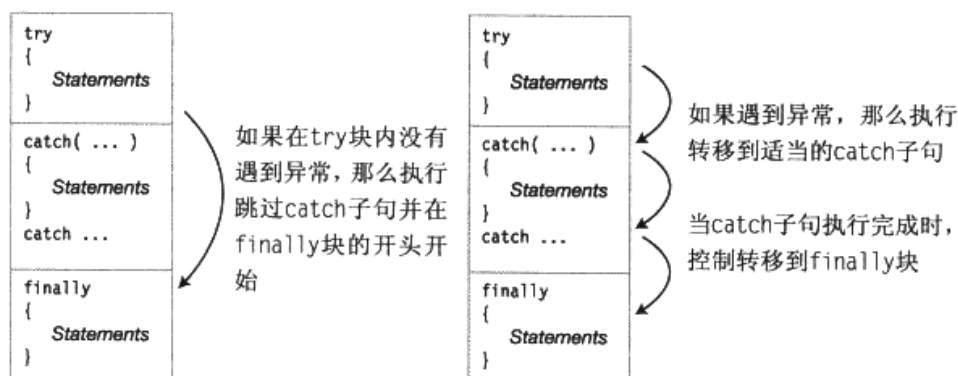 try
{
Statements
}
catch( ... )
{
Statements
}
catch ...
finally
{
Statements
}
如果在try块内没有
遇到异常，那么执行
跳过catch子句并在
finally块的开头开
始
try
{
Statements
}
catch( ... )
{
Statements
}
catch ...
finally
{
Statements
}
如果遇到异常，那么执行
转移到适当的catch子句
当catch子句执行完成时，
控制转移到finally块